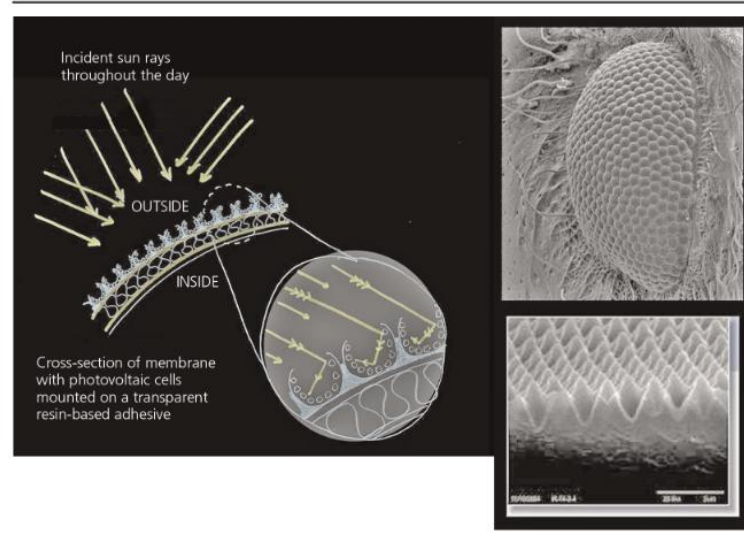 Incident sun rays
throughout the day
OUTSIDE
INSIDE
Cross-section of membrane
with photovoltaic cells
mounted on a transparent
resin-based adhesive